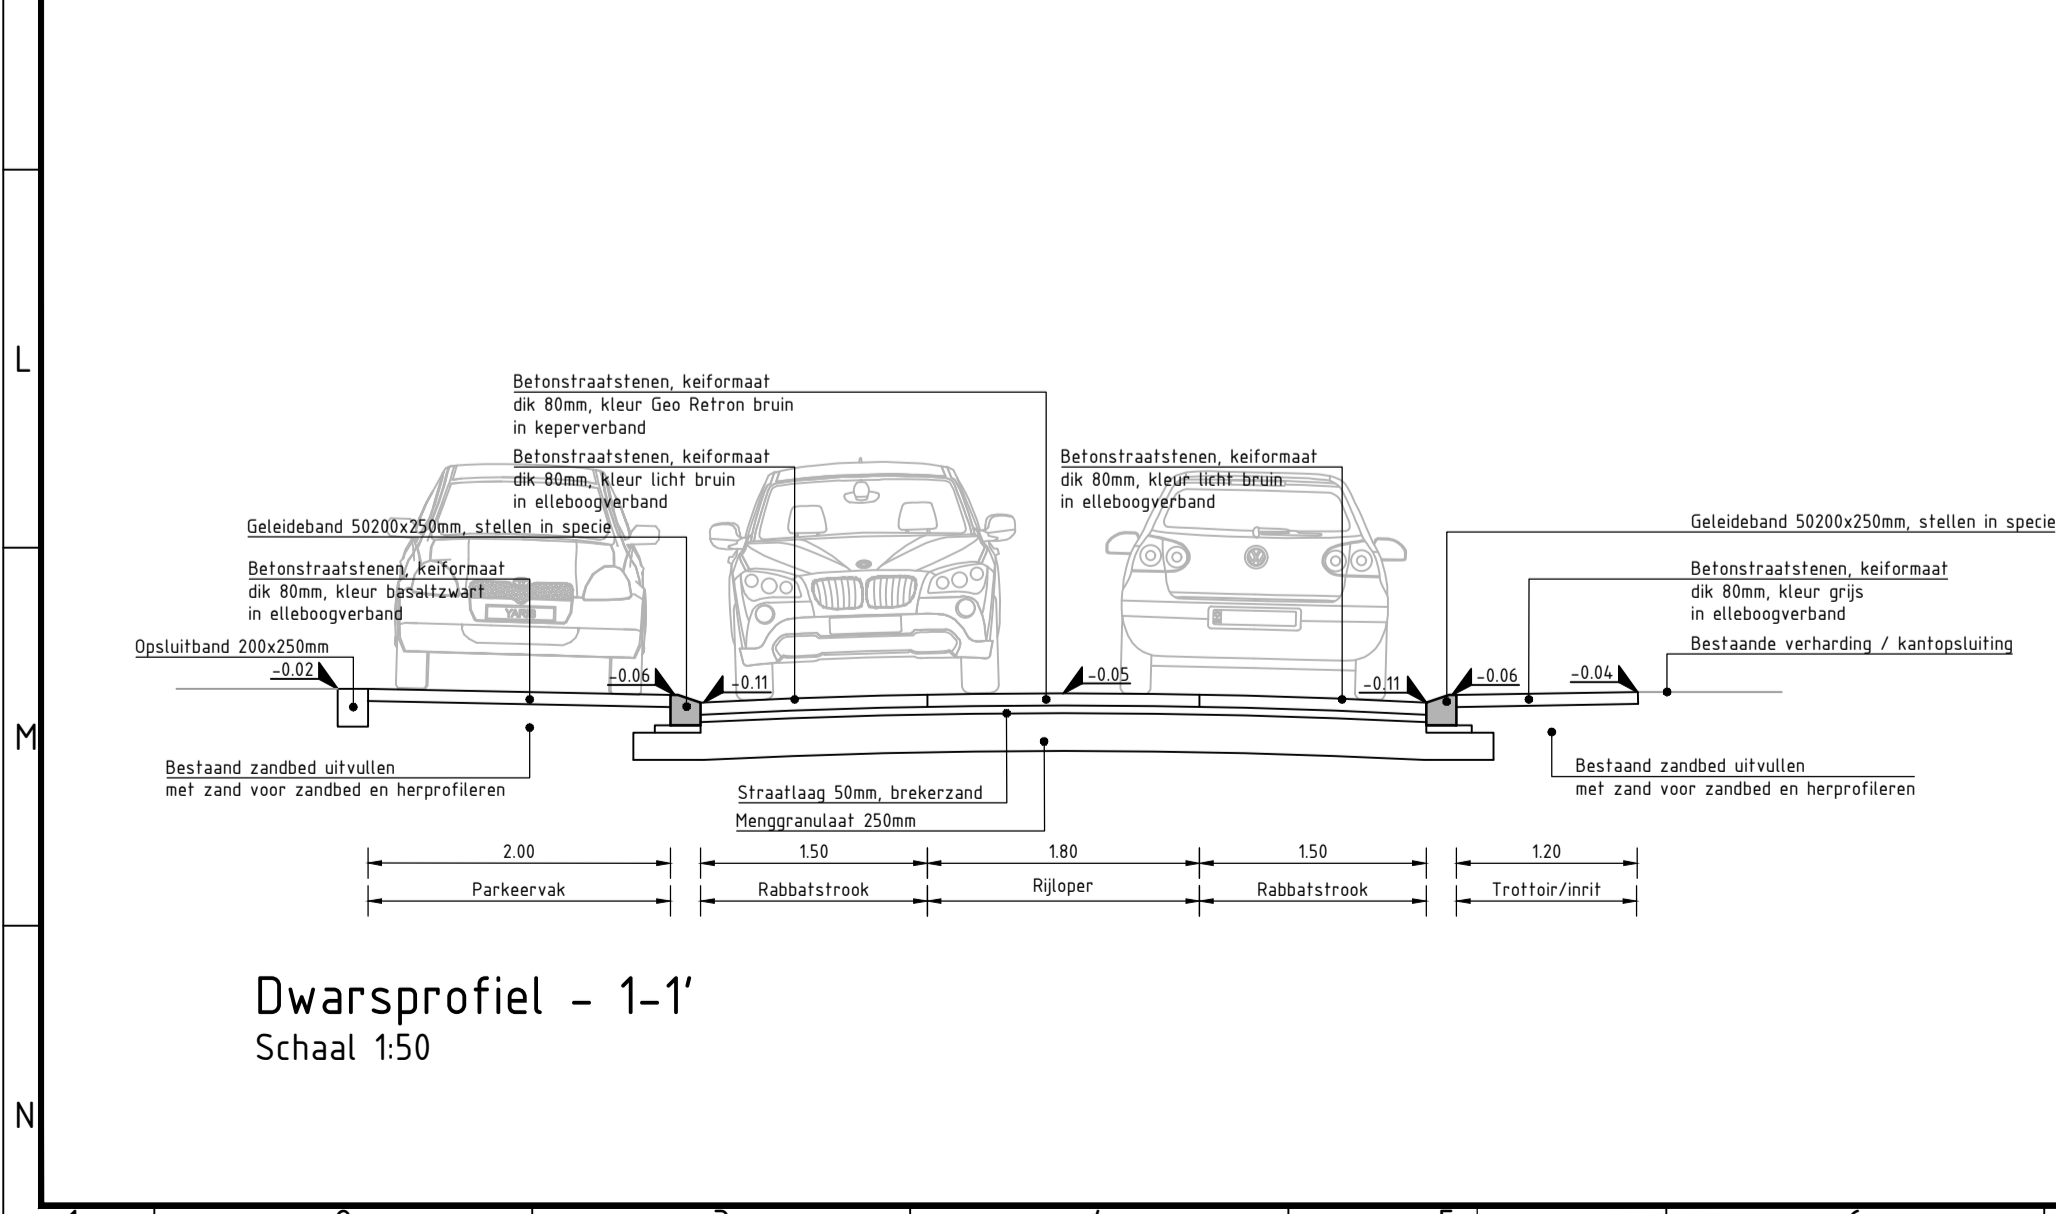 L
Betonstraatstenen, keiformaat
dik 80mm, kleur Geo Retron bruin
in keperverband
Betonstraatstenen, keiformaat
dik 80mm, kleur licht bruin
in elleboogverband
Betonstraatstenen, keiformaat
dik 80mm, kleur licht bruin
in elleboogverband
Geleideband 50200x250mm, stellen in specie
Geleideband 50200x250mm, stellen in specie
Betonstraatstenen, keiformaat
dik 80mm, kleur basaltzwart
in elleboogverband
YARIS
Betonstraatstenen, keiformaat
dik 80mm, kleur grijs
in elleboogverband
Opsluitband 200x250mm
Bestaande verharding / kantopsluiting
-0.02
-0.06
-0.11
-0.05
-0.11
-0.06
-0.04
M
Bestaand zandbed uitvullen
met zand voor zandbed en herprofileren
Bestaand zandbed uitvullen
met zand voor zandbed en herprofileren
Straatlaag 50mm, brekerzand
Menggranulaat 250mm
2.00
1.50
1.80
1.50
1.20
Parkeervak
Rabbatstrook
Rijloper
Rabbatstrook
Trottoir/inrit
Dwarsprofiel - 1-1'
Schaal 1:50
N